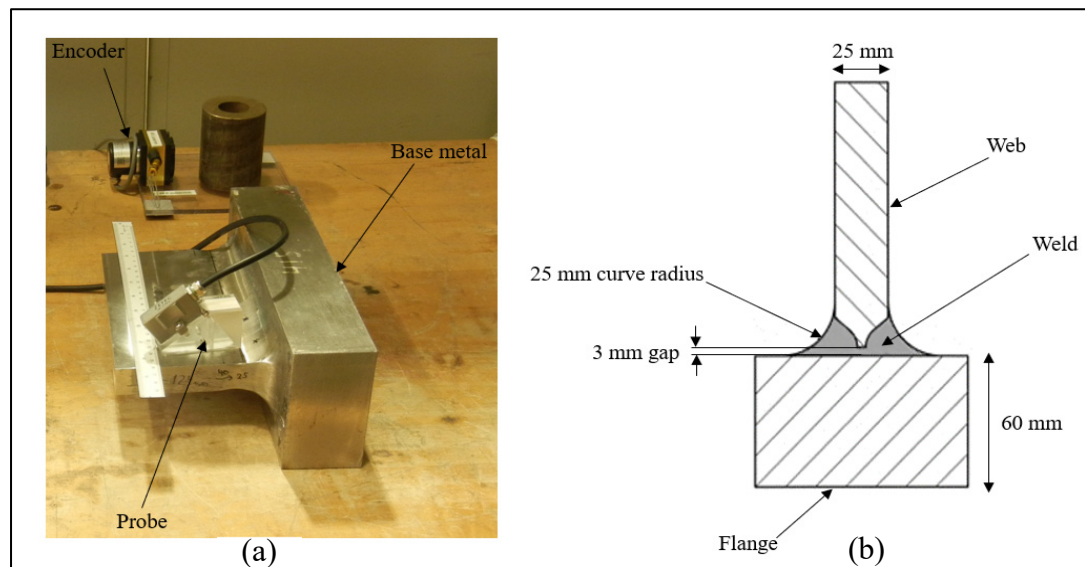 Encoder
Base metal
Probe
(a)
25 mm
Web
Weld
25 mm curve radius
3 mm gap
60 mm
Flange
(b)